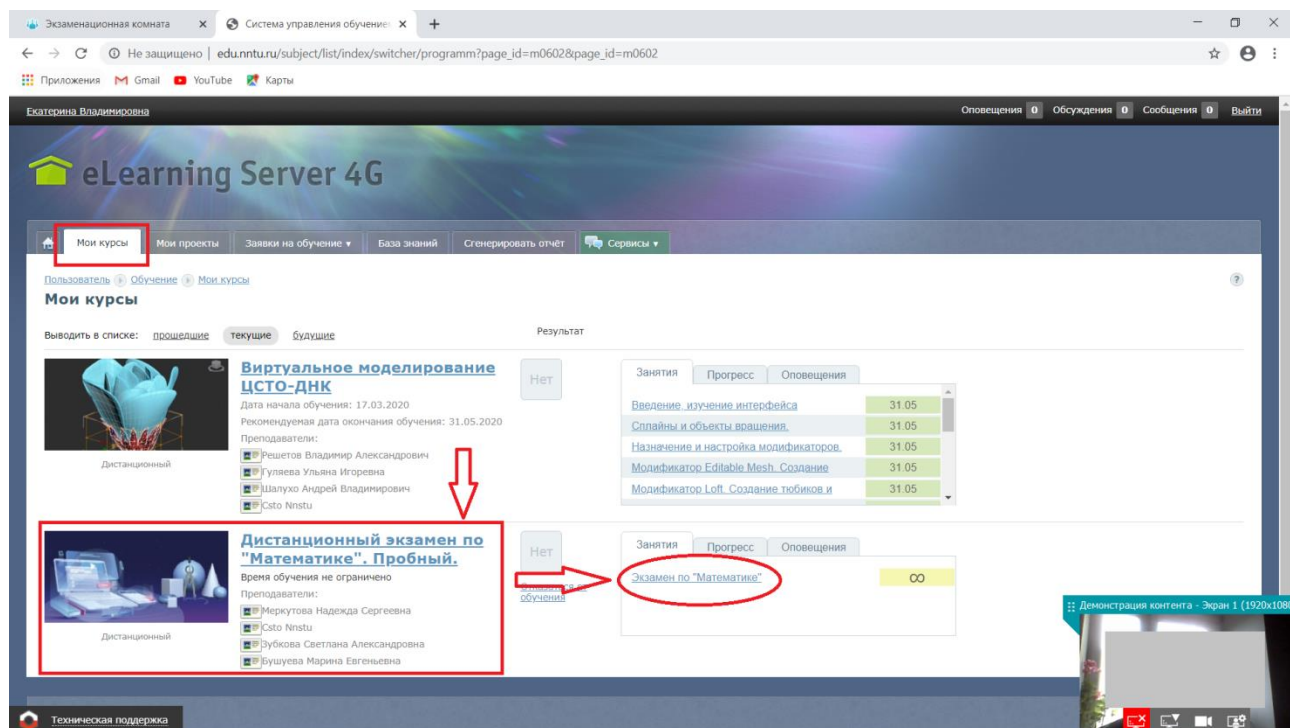 Экзаменационная комната
Система управления обучение
Не защищено | edu.nntu.ru/subject/list/index/switcher/programm?page_id=m0602&page_id=m0602
Приложения Gmail YouTube Карты
Екатерина Владимировна Оповещения 0 Обсуждения 0 Сообщения 0 Выйти
eLearning Server 4G
Мои курсы Мои проекты Заявки на обучение База знаний Сгенерировать отчёт Сервисы
Пользователь Обучение Мои курсы ?
Мои курсы
Выводить в списке: прошедшие текущие будущие Результат
Виртуальное моделирование
ЦСТО-ДНК
Дата начала обучения: 17.03.2020
Рекомендуемая дата окончания обучения: 31.05.2020
Преподаватели:
Решетов Владимир Александрович
Гуляева Ульяна Игоревна
Шалухо Андрей Владимирович
Csto Nnstu
Дистанционный
Нет
Занятия Прогресс Оповещения
Введение, изучение интерфейса 31.05
Сплайны и объекты вращения. 31.05
Назначение и настройка модификаторов. 31.05
Модификатор Editable Mesh. Создание 31.05
Модификатор Loft. Создание тюбиков и 31.05
Дистанционный экзамен по
"Математике". Пробный.
Время обучения не ограничено
Преподаватели:
Меркутова Надежда Сергеевна
Csto Nnstu
Зубкова Светлана Александровна
Бушуева Марина Евгеньевна
Дистанционный
Нет
обучения
Занятия Прогресс Оповещения
Экзамен по "Математике" ∞
Демонстрация контента - Экран 1 (1920x1080
Техническая поддержка